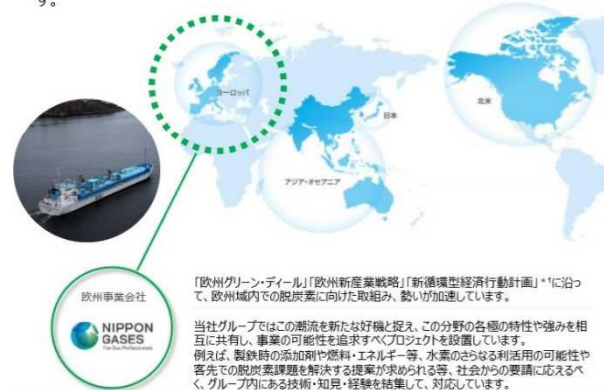 す。
ヨーロッパ
日本
北米
アジア・オセアニア
欧州事業会社
NIPPON
GASES
The Gas Professionals
「欧州グリーン・ディール」「欧州新産業戦略」「新循環型経済行動計画」*¹に沿っ
て、欧州域内での脱炭素に向けた取組み、勢いが加速しています。
当社グループではこの潮流を新たな好機と捉え、この分野の各極の特性や強みを相
互に共有し、事業の可能性を追求すべくプロジェクトを設置しています。
例えば、製鉄時の添加剤や燃料・エネルギー等、水素のさらなる利活用の可能性や
客先での脱炭素課題を解決する提案が求められる等、社会からの要請に応えるべ
く、グループ内にある技術・知見・経験を結集して、対応しています。